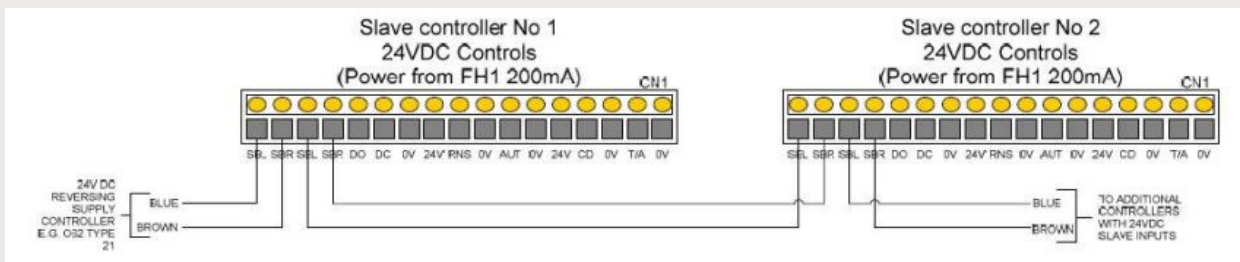 Slave controller No 1
24VDC Controls
(Power from FH1 200mA)
CN1
SBL SBR SBL SBR DO DC 0V 24V RNS 0V AUT 0V 24V CD 0V T/A 0V
Slave controller No 2
24VDC Controls
(Power from FH1 200mA)
CN1
SBL SBR SBL SBR DO DC 0V 24V RNS 0V AUT 0V 24V CD 0V T/A 0V
24V DC
REVERSING
SUPPLY
CONTROLLER
E.G. OS2 TYPE
21
BLUE
BROWN
BLUE
BROWN
TO ADDITIONAL
CONTROLLERS
WITH 24VDC
SLAVE INPUTS